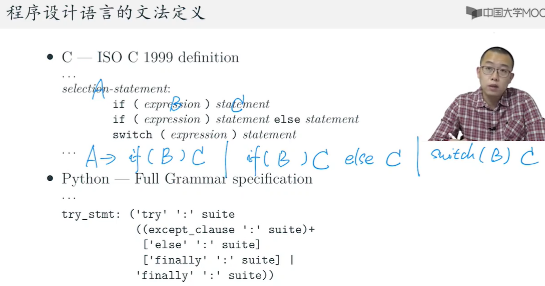 程序设计语言的文法定义
中国大学MOO
• C — ISO C 1999 definition
...
selection-statement:
A
if ( expression ) statement
B C
if ( expression ) statement else statement
switch ( expression ) statement
...
A → if (B) C | if (B) C else C | switch (B) C
• Python — Full Grammar specification
...
try_stmt: ('try' ':' suite
((except_clause ':' suite)+
['else' ':' suite]
['finally' ':' suite] |
'finally' ':' suite))